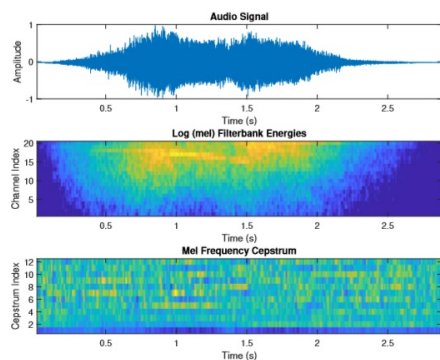 Audio Signal
1
0
-1
Amplitude
0.5 1 1.5 2 2.5
Time (s)
Log (mel) Filterbank Energies
20
15
10
5
Channel Index
0.5 1 1.5 2 2.5
Time (s)
Mel Frequency Cepstrum
12
10
8
6
4
2
Cepstrum Index
0.5 1 1.5 2 2.5
Time (s)